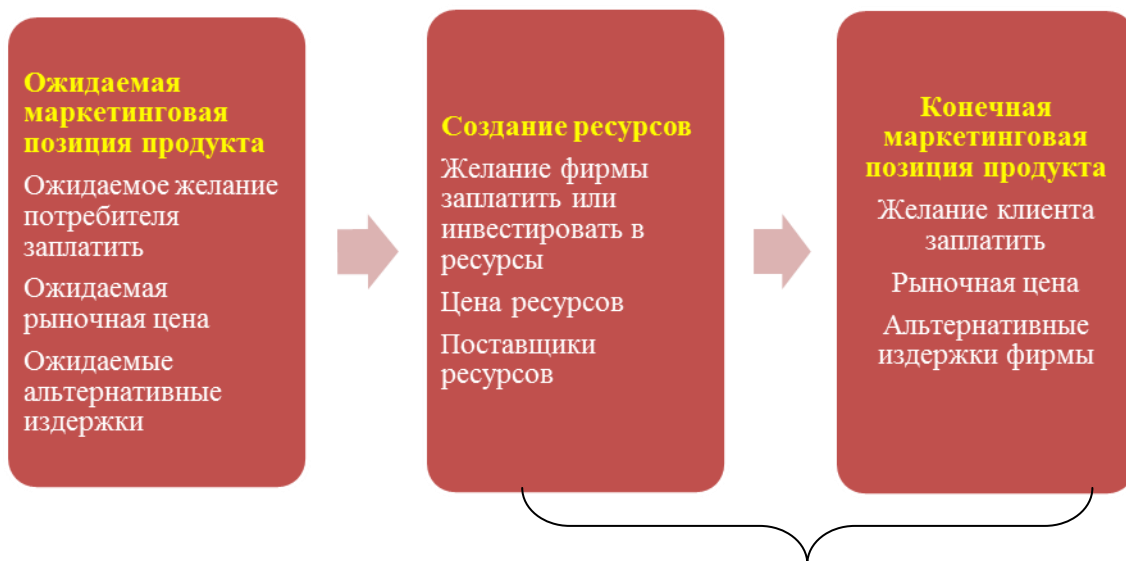 Ожидаемая
маркетинговая
позиция продукта
Ожидаемое желание
потребителя
заплатить
Ожидаемая
рыночная цена
Ожидаемые
альтернативные
издержки
Создание ресурсов
Желание фирмы
заплатить или
инвестировать в
ресурсы
Цена ресурсов
Поставщики
ресурсов
Конечная
маркетинговая
позиция продукта
Желание клиента
заплатить
Рыночная цена
Альтернативные
издержки фирмы